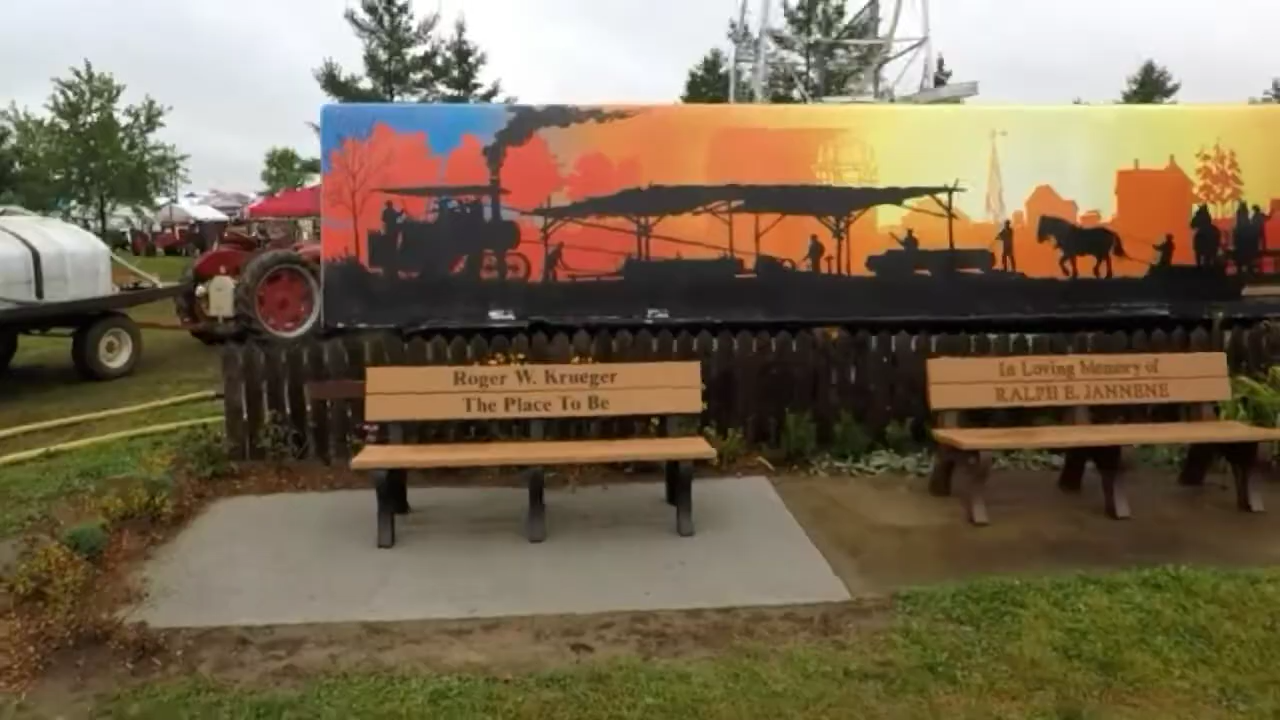 Roger W. Krueger
The Place To Be
In Loving Memory of
RALPH E. JANNENE